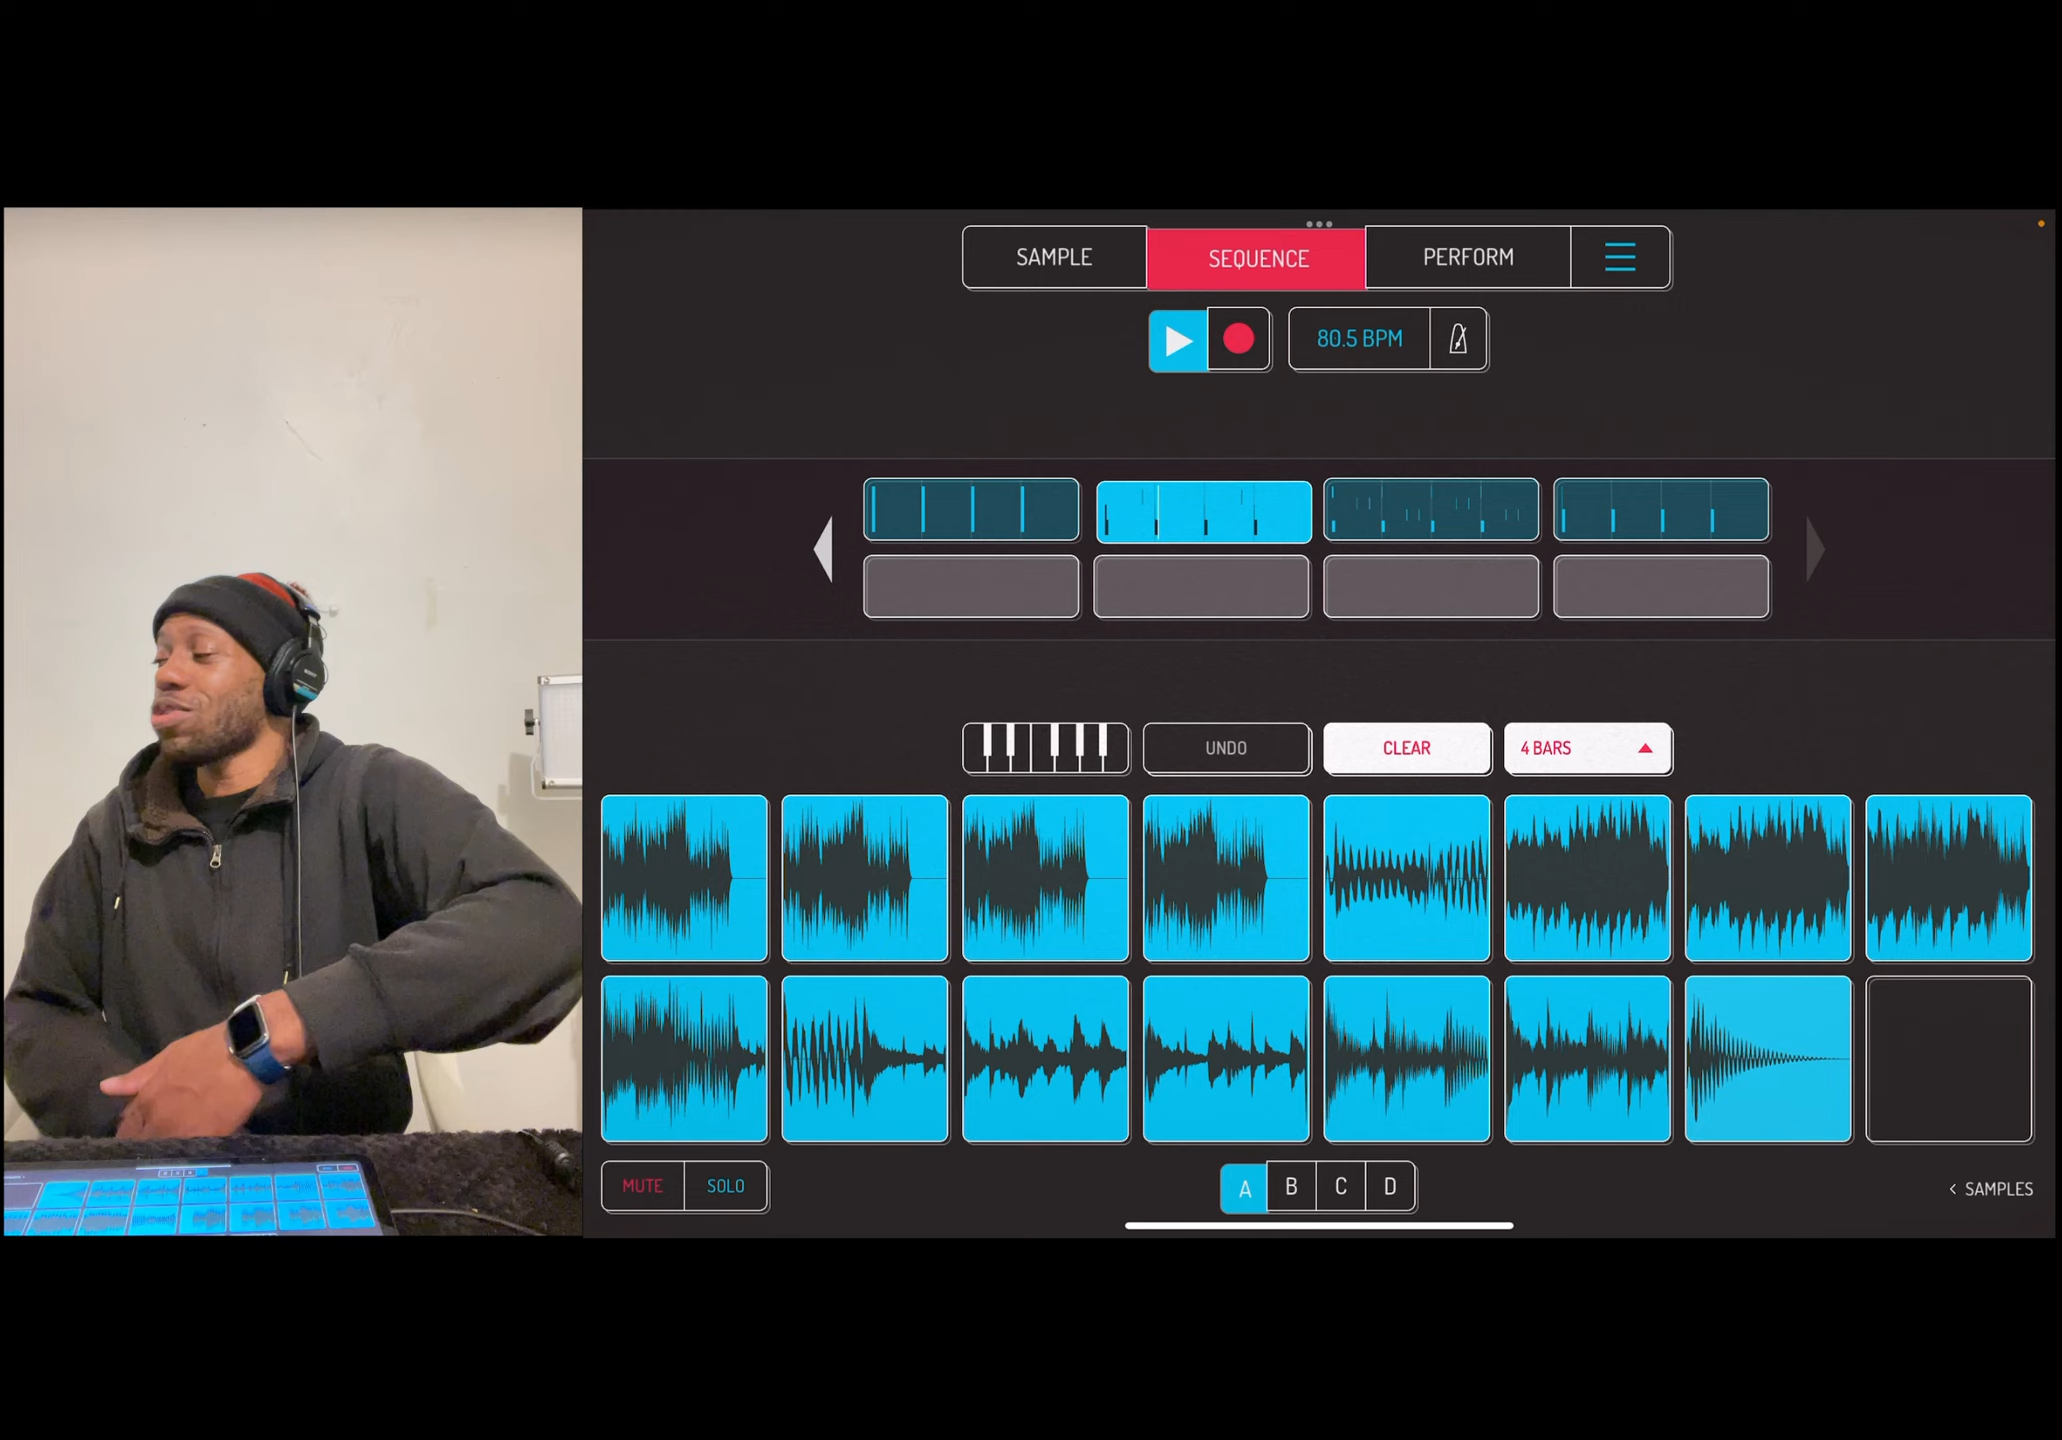 SAMPLE
SEQUENCE
PERFORM
80.5 BPM
UNDO
CLEAR
4 BARS
MUTE
SOLO
A
B
C
D
< SAMPLES